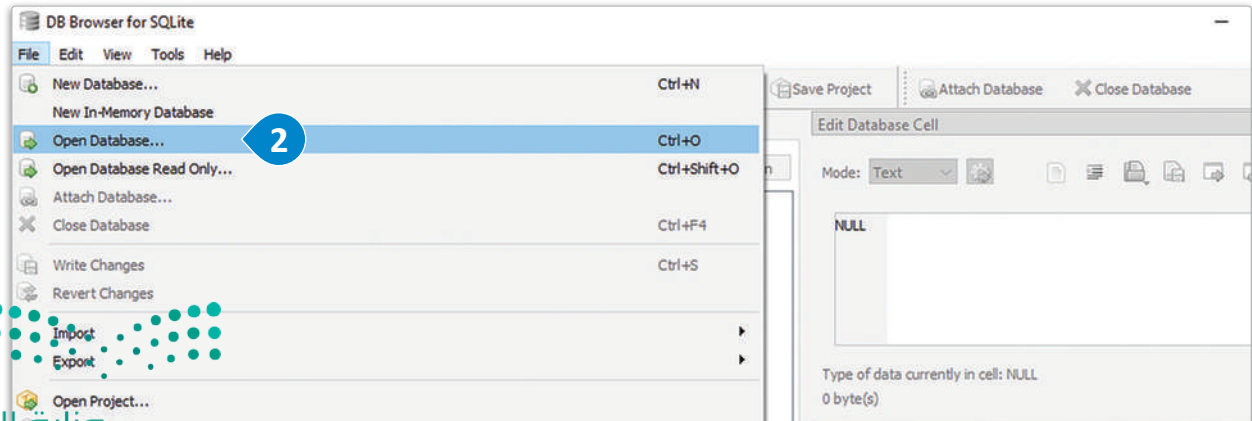 DB Browser for SQLite
File Edit View Tools Help
New Database... Ctrl+N
New In-Memory Database
Open Database... 2 Ctrl+O
Open Database Read Only... Ctrl+Shift+O
Attach Database...
Close Database Ctrl+F4
Write Changes Ctrl+S
Revert Changes
Import
Export
Open Project...
Save Project Attach Database Close Database
Edit Database Cell
Mode: Text
NULL
Type of data currently in cell: NULL
0 byte(s)